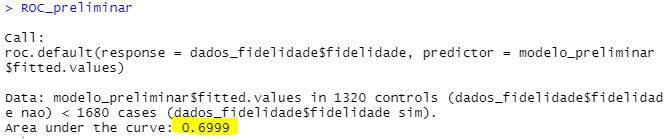 > ROC_preliminar
Call:
roc.default(response = dados_fidelidade$fidelidade, predictor = modelo_preliminar
$fitted.values)
Data: modelo_preliminar$fitted.values in 1320 controls (dados_fidelidade$fidelidad
e nao) < 1680 cases (dados_fidelidade$fidelidade sim).
Area under the curve: 0.6999